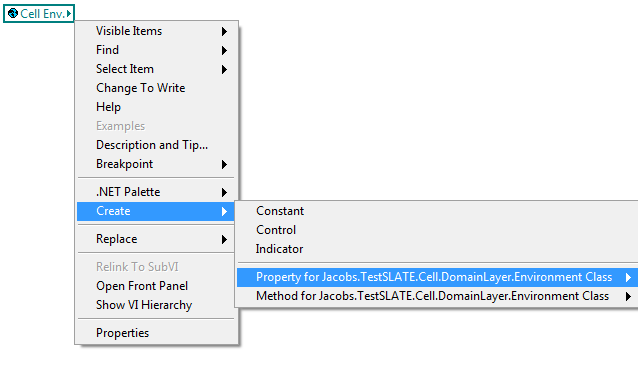 Cell Env.
Visible Items
Find
Select Item
Change To Write
Help
Examples
Description and Tip...
Breakpoint
.NET Palette
Create
Replace
Relink To SubVI
Open Front Panel
Show VI Hierarchy
Properties
Constant
Control
Indicator
Property for Jacobs.TestSLATE.Cell.DomainLayer.Environment Class
Method for Jacobs.TestSLATE.Cell.DomainLayer.Environment Class